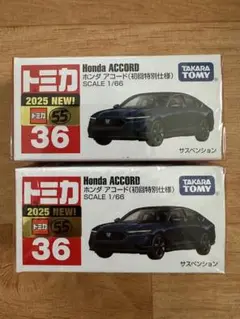 トミカ
2025 NEW!
トミカ 55
36
Honda ACCORD
ホンダ アコード(初回特別仕様)
SCALE 1/66
TAKARA
TOMY
サスペンション
トミカ
2025 NEW!
トミカ 55
36
Honda ACCORD
ホンダ アコード(初回特別仕様)
SCALE 1/66
TAKARA
TOMY
サスペンション